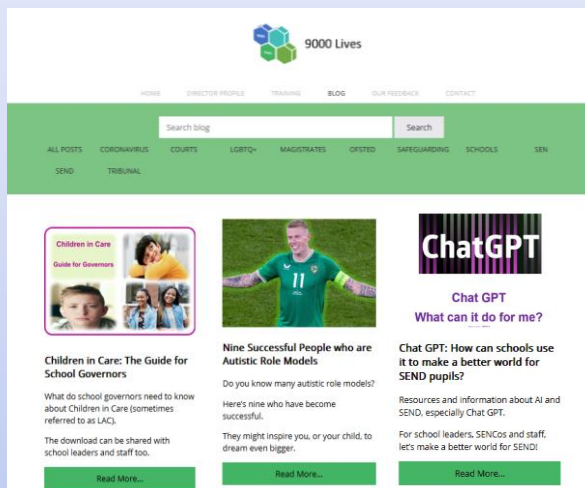 9000 Lives
HOME DIRECTOR PROFILE TRAINING BLOG OUR FEEDBACK CONTACT
Search blog Search
ALL POSTS CORONAVIRUS COURTS LGBTQ+ MAGISTRATES OFSTED SAFEGUARDING SCHOOLS SEN
SEND TRIBUNAL
Children in Care
Guide for Governors
11
ChatGPT
Chat GPT
What can it do for me?
Children in Care: The Guide for
School Governors
What do school governors need to know
about Children in Care (sometimes
referred to as LAC).
The download can be shared with
school leaders and staff too.
Read More...
Nine Successful People who are
Autistic Role Models
Do you know many autistic role models?
Here's nine who have become
successful.
They might inspire you, or your child, to
dream even bigger.
Read More...
Chat GPT: How can schools use
it to make a better world for
SEND pupils?
Resources and information about AI and
SEND, especially Chat GPT.
For school leaders, SENCos and staff,
let's make a better world for SEND!
Read More...